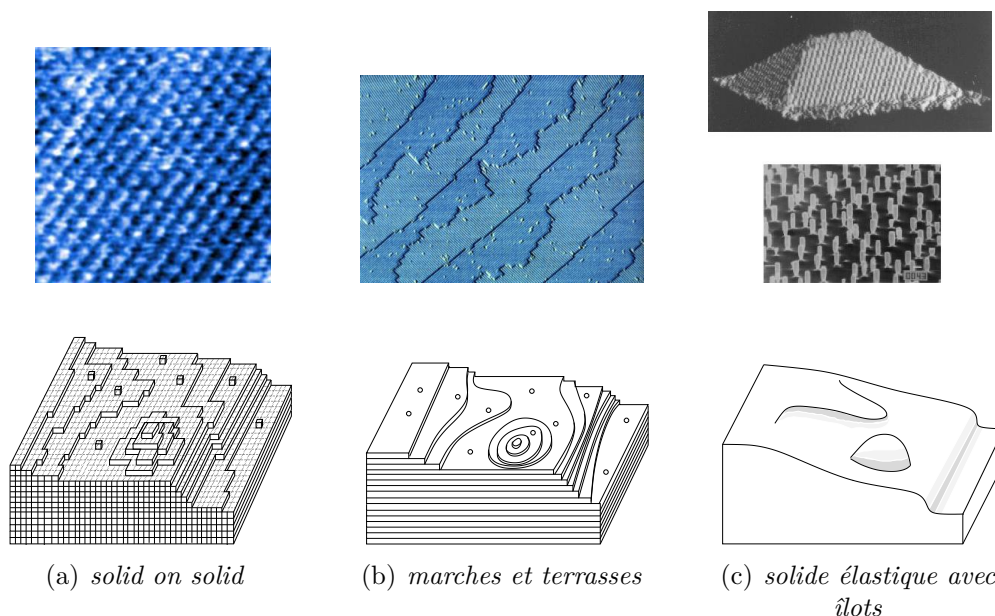 (a) solid on solid
(b) marches et terrasses
(c) solide élastique avec
îlots